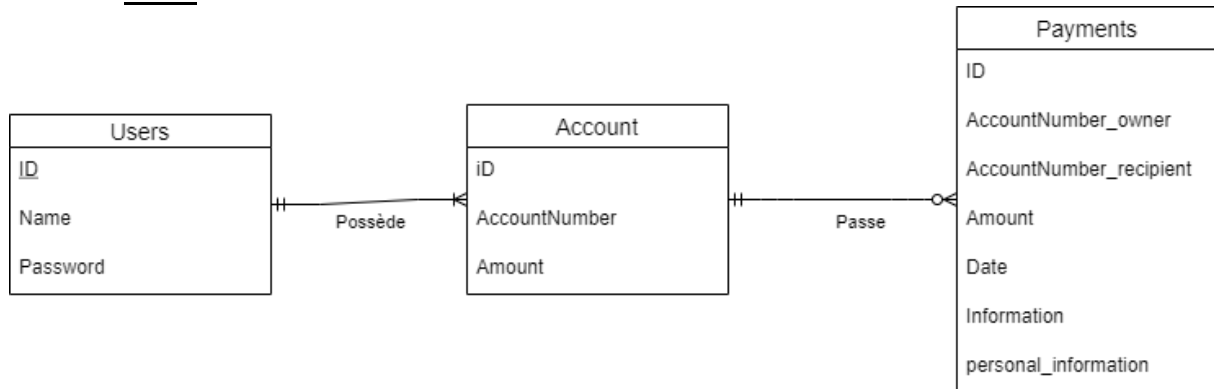 Users
ID
Name
Password
Possède
Account
iD
AccountNumber
Amount
Passe
Payments
ID
AccountNumber_owner
AccountNumber_recipient
Amount
Date
Information
personal_information